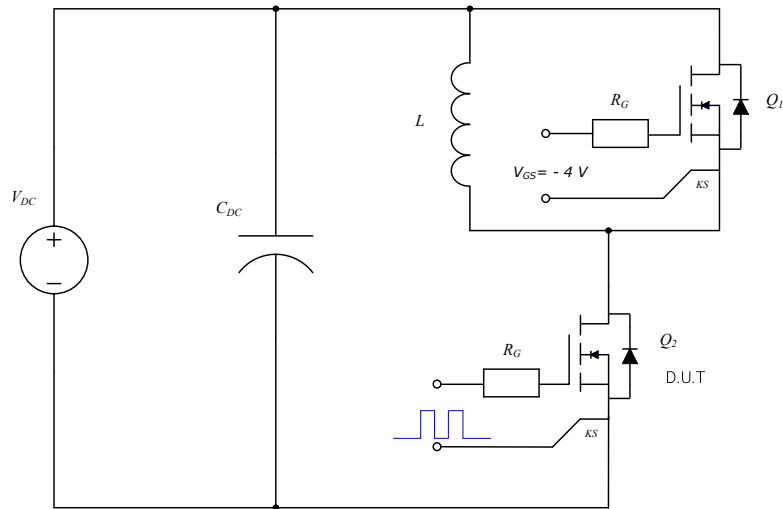 R_G
Q_1
L
V_GS= - 4 V
KS
V_DC
C_DC
+
−
R_G
Q_2
D.U.T
KS